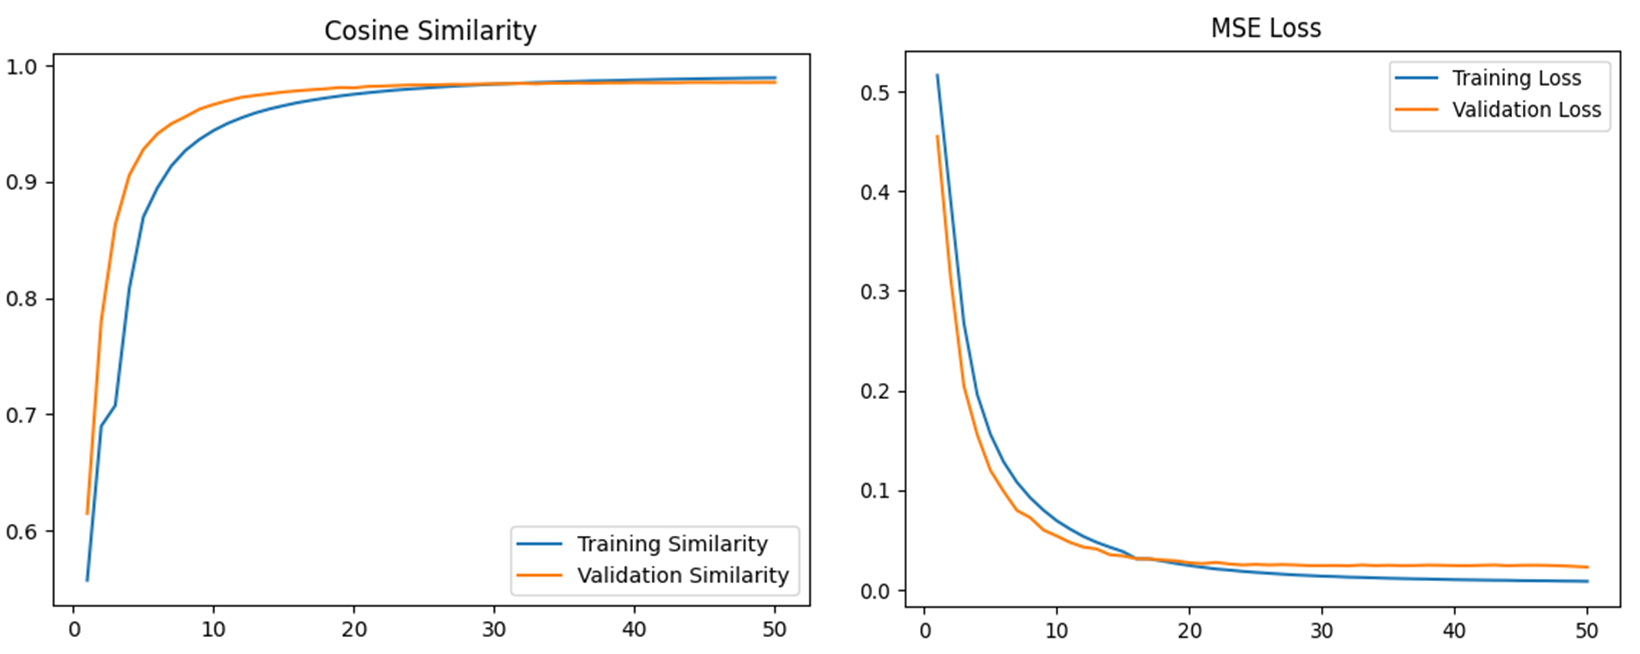 Cosine Similarity
1.0
0.9
0.8
0.7
0.6
Training Similarity
Validation Similarity
0 10 20 30 40 50
MSE Loss
0.5
0.4
0.3
0.2
0.1
0.0
Training Loss
Validation Loss
0 10 20 30 40 50